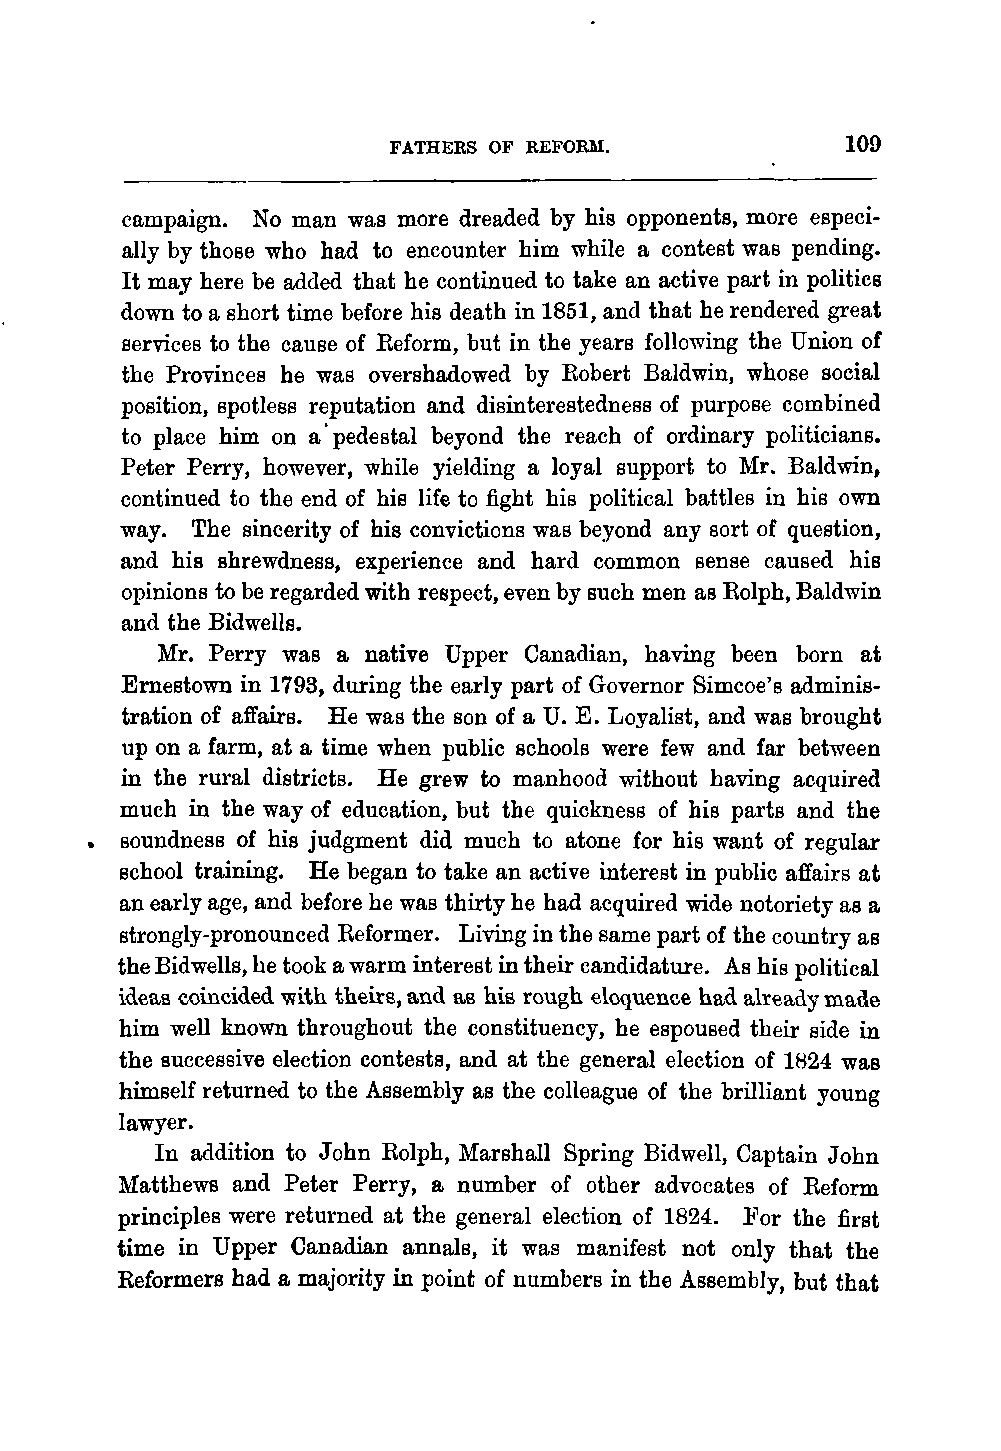 FATHERS OF REFORM. 109
campaign. No man was more dreaded by his opponents, more especi-
ally by those who had to encounter him while a contest was pending.
It may here be added that he continued to take an active part in politics
down to a short time before his death in 1851, and that he rendered great
services to the cause of Reform, but in the years following the Union of
the Provinces he was overshadowed by Robert Baldwin, whose social
position, spotless reputation and disinterestedness of purpose combined
to place him on a pedestal beyond the reach of ordinary politicians.
Peter Perry, however, while yielding a loyal support to Mr. Baldwin,
continued to the end of his life to fight his political battles in his own
way. The sincerity of his convictions was beyond any sort of question,
and his shrewdness, experience and hard common sense caused his
opinions to be regarded with respect, even by such men as Rolph, Baldwin
and the Bidwells.
Mr. Perry was a native Upper Canadian, having been born at
Ernestown in 1793, during the early part of Governor Simcoe's adminis-
tration of affairs. He was the son of a U. E. Loyalist, and was brought
up on a farm, at a time when public schools were few and far between
in the rural districts. He grew to manhood without having acquired
much in the way of education, but the quickness of his parts and the
soundness of his judgment did much to atone for his want of regular
school training. He began to take an active interest in public affairs at
an early age, and before he was thirty he had acquired wide notoriety as a
strongly-pronounced Reformer. Living in the same part of the country as
the Bidwells, he took a warm interest in their candidature. As his political
ideas coincided with theirs, and as his rough eloquence had already made
him well known throughout the constituency, he espoused their side in
the successive election contests, and at the general election of 1824 was
himself returned to the Assembly as the colleague of the brilliant young
lawyer.
In addition to John Rolph, Marshall Spring Bidwell, Captain John
Matthews and Peter Perry, a number of other advocates of Reform
principles were returned at the general election of 1824. For the first
time in Upper Canadian annals, it was manifest not only that the
Reformers had a majority in point of numbers in the Assembly, but that